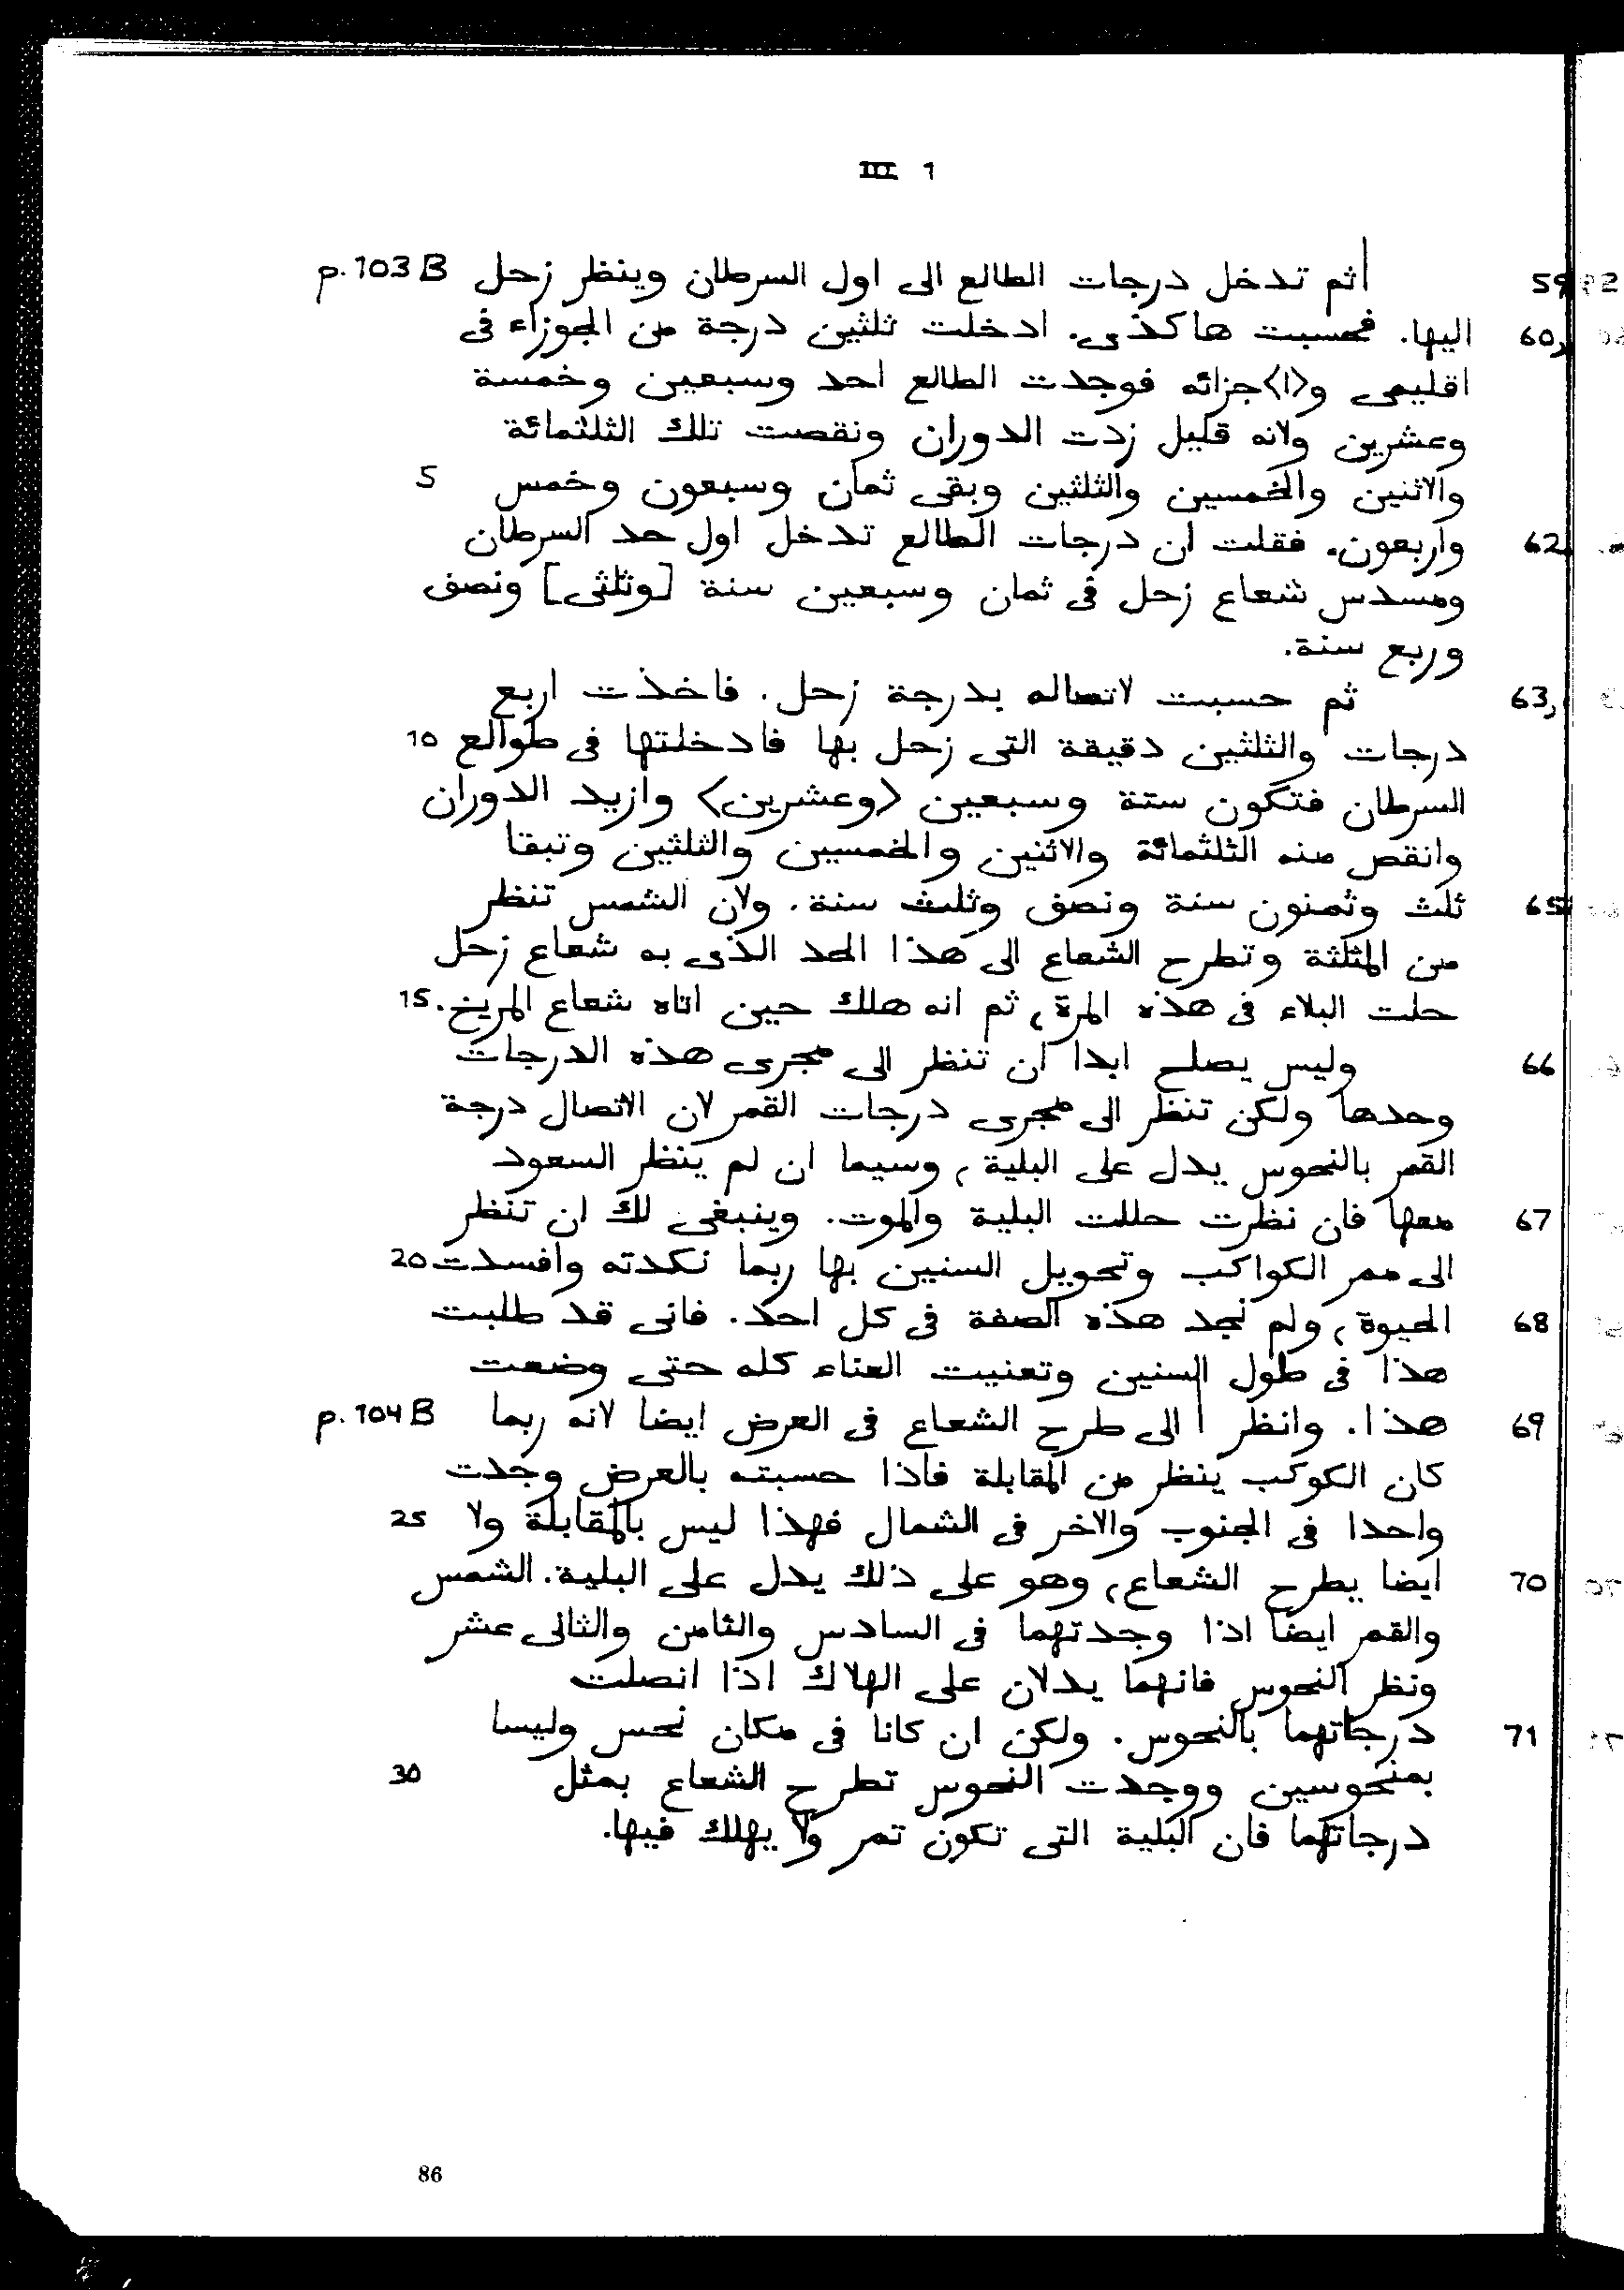 III 1
59 أثم تدخل درجات الطالع الى اول السرطان وينظر زحل p.103 B
60, اليها. فحسبت هاكذى. ادخلت ثلثين درجة من الجوزاء فى
اقليمى و<ا>جزائه فوجدت الطالع احد وسبعين وخمسة
وعشرين ولانه قليل زدت الدوران ونقصت تلك الثلثمائة
والاثنين والخمسين والثلثين وبقى ثمان وسبعون وخمس 5
62, واربعون. فقلت ان درجات الطالع تدخل اول حد السرطان
ومسدس شعاع زحل فى ثمان وسبعين سنة [وثلثى] ونصف
وربع سنة.
63, ثم حسبت لاتصاله بدرجة زحل. فاخذت اربع
درجات والثلثين دقيقة التى زحل بها فادخلتها فى طوالع 10
السرطان فتكون ستة وسبعين <وعشرين> وازيد الدوران
وانقص منه الثلثمائة والاثنين والخمسين والثلثين وتبقا
65 ثلث وثمنون سنة ونصف وثلث سنة. ولان الشمس تنظر
من المثلثة وتطرح الشعاع الى هذا الحد الذى به شعاع زحل
حلت البلاء فى هذه المرة، ثم انه هلك حين اتاه شعاع المريخ. 15
66 وليس يصلح ابدا ان تنظر الى مجرى هذه الدرجات
وحدها ولكن تنظر الى مجرى درجات القمر لان الاتصال درجة
القمر بالنحوس يدل على البلية، وسيما ان لم ينظر السعود
67 معها فان نظرت حللت البلية والموت. وينبغى لك ان تنظر
الى ممر الكواكب وتحويل السنين بها ربما نكدته وافسدت 20
68 الحيوة، ولم نجد هذه الصفة فى كل احد. فانى قد طلبت
هذا فى طول السنين وتعنيت العناء كله حتى وضعت
69 هذا. وانظر | الى طرح الشعاع فى العرض ايضا لانه ربما p.104 B
كان الكوكب ينظر من المقابلة فاذا حسبته بالعرض وجدت
واحدا فى الجنوب والاخر فى الشمال فهذا ليس بالمقابلة ولا 25
70 ايضا يطرح الشعاع، وهو على ذلك يدل على البلية. الشمس
والقمر ايضا اذا وجدتهما فى السادس والثامن والثانى عشر
ونظر النحوس فانهما يدلان على الهلاك اذا اتصلت
71 درجاتهما بالنحوس. ولكن ان كانا فى مكان نحس وليسا
بمنحوسين ووجدت النحوس تطرح الشعاع بمثل 30
درجاتهما فان البلية التى تكون تمر ولا يهلك فيها.
86